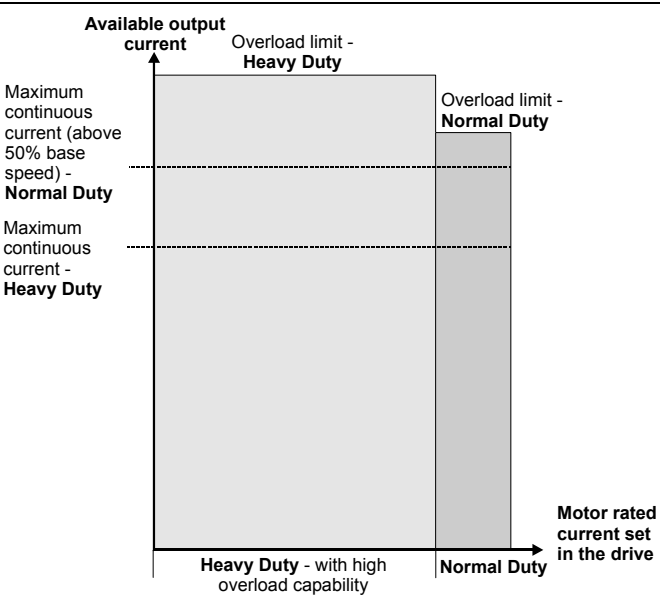 Available output
current
Overload limit -
Heavy Duty
Maximum
continuous
current (above
50% base
speed) -
Normal Duty
Overload limit -
Normal Duty
Maximum
continuous
current -
Heavy Duty
Motor rated
current set
in the drive
Heavy Duty - with high
overload capability
Normal Duty